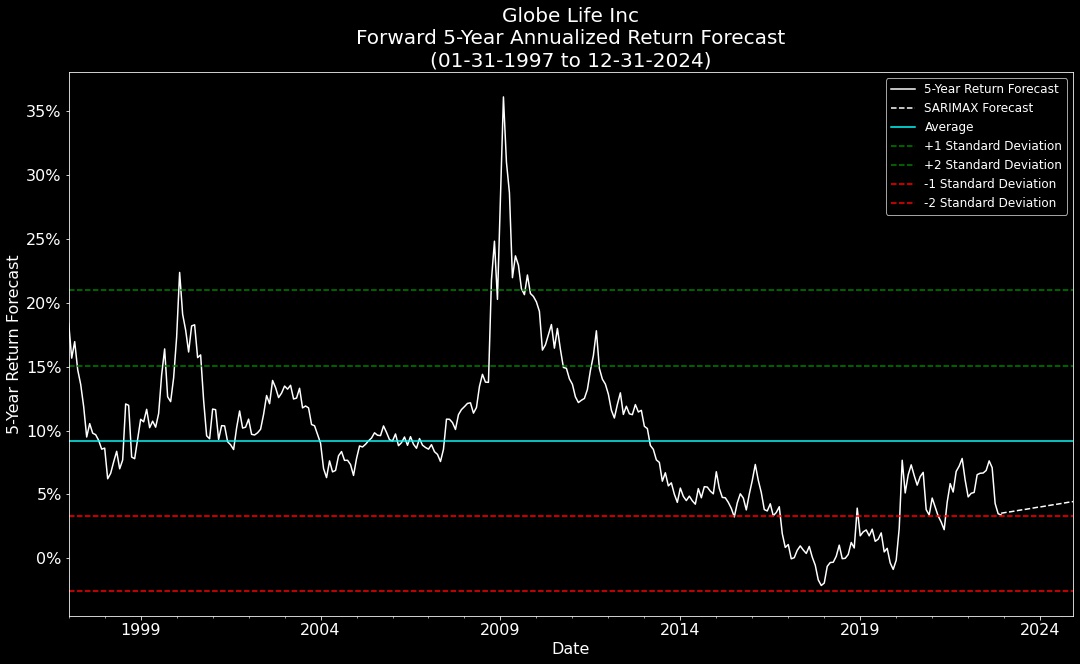 Globe Life Inc
Forward 5-Year Annualized Return Forecast
(01-31-1997 to 12-31-2024)
5-Year Return Forecast
SARIMAX Forecast
Average
+1 Standard Deviation
+2 Standard Deviation
-1 Standard Deviation
-2 Standard Deviation
5-Year Return Forecast
35%
30%
25%
20%
15%
10%
5%
0%
1999
2004
2009
2014
2019
2024
Date